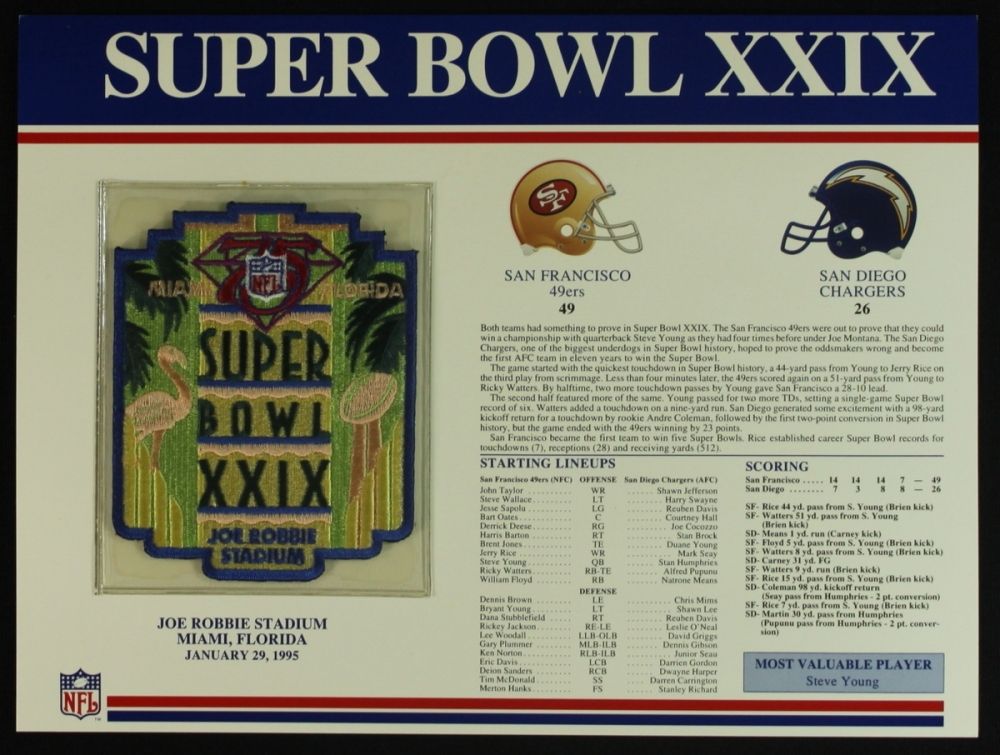 SUPER BOWL XXIX
75
NFL
MIAMI FLORIDA
SUPER
BOWL
XXIX
JOE ROBBIE
STADIUM
JOE ROBBIE STADIUM
MIAMI, FLORIDA
JANUARY 29, 1995
NFL
SF
SAN FRANCISCO
49ers
49
SAN DIEGO
CHARGERS
26
Both teams had something to prove in Super Bowl XXIX. The San Francisco 49ers were out to prove that they could
win a championship with quarterback Steve Young as they had four times before under Joe Montana. The San Diego
Chargers, one of the biggest underdogs in Super Bowl history, hoped to prove the oddsmakers wrong and become
the first AFC team in eleven years to win the Super Bowl.
The game started with the quickest touchdown in Super Bowl history, a 44-yard pass from Young to Jerry Rice on
the third play from scrimmage. Less than four minutes later, the 49ers scored again on a 51-yard pass from Young to
Ricky Watters. By halftime, two more touchdown passes by Young gave San Francisco a 28-10 lead.
The second half featured more of the same. Young passed for two more TDs, setting a single-game Super Bowl
record of six. Watters added a touchdown on a nine-yard run. San Diego generated some excitement with a 98-yard
kickoff return for a touchdown by rookie Andre Coleman, followed by the first two-point conversion in Super Bowl
history, but the game ended with the 49ers winning by 23 points.
San Francisco became the first team to win five Super Bowls. Rice established career Super Bowl records for
touchdowns (7), receptions (28) and receiving yards (512).
STARTING LINEUPS
San Francisco 49ers (NFC) OFFENSE San Diego Chargers (AFC)
John Taylor WR Shawn Jefferson
Steve Wallace LT Harry Swayne
Jesse Sapolu LG Reuben Davis
Bart Oates C Courtney Hall
Derrick Deese RG Joe Cocozzo
Harris Barton RT Stan Brock
Brent Jones TE Duane Young
Jerry Rice WR Mark Seay
Steve Young QB Stan Humphries
Ricky Watters RB-TE Alfred Pupunu
William Floyd RB Natrone Means
DEFENSE
Dennis Brown LE Chris Mims
Bryant Young LT Shawn Lee
Dana Stubblefield RT Reuben Davis
Rickey Jackson RE-LE Leslie O'Neal
Lee Woodall LLB-OLB David Griggs
Gary Plummer MLB-ILB Dennis Gibson
Ken Norton RLB-ILB Junior Seau
Eric Davis LCB Darrien Gordon
Deion Sanders RCB Dwayne Harper
Tim McDonald SS Darren Carrington
Merton Hanks FS Stanley Richard
SCORING
San Francisco ..... 14 14 14 7 — 49
San Diego ........ 7 3 8 8 — 26
SF- Rice 44 yd. pass from S. Young (Brien kick)
SF- Watters 51 yd. pass from S. Young
(Brien kick)
SD- Means 1 yd. run (Carney kick)
SF- Floyd 5 yd. pass from S. Young (Brien kick)
SF- Watters 8 yd. pass from S. Young (Brien kick)
SD- Carney 31 yd. FG
SF- Watters 9 yd. run (Brien kick)
SF- Rice 15 yd. pass from S. Young (Brien kick)
SD- Coleman 98 yd. kickoff return
(Seay pass from Humphries - 2 pt. conversion)
SF- Rice 7 yd. pass from S. Young (Brien kick)
SD- Martin 30 yd. pass from Humphries
(Pupunu pass from Humphries - 2 pt. conver-
sion)
MOST VALUABLE PLAYER
Steve Young